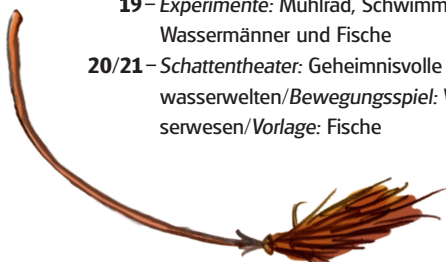 19 – Experimente: Mühlrad, Schwimm
Wassermänner und Fische
20/21 – Schattentheater: Geheimnisvolle
wasserwelten/Bewegungsspiel:
serwesen/Vorlage: Fische